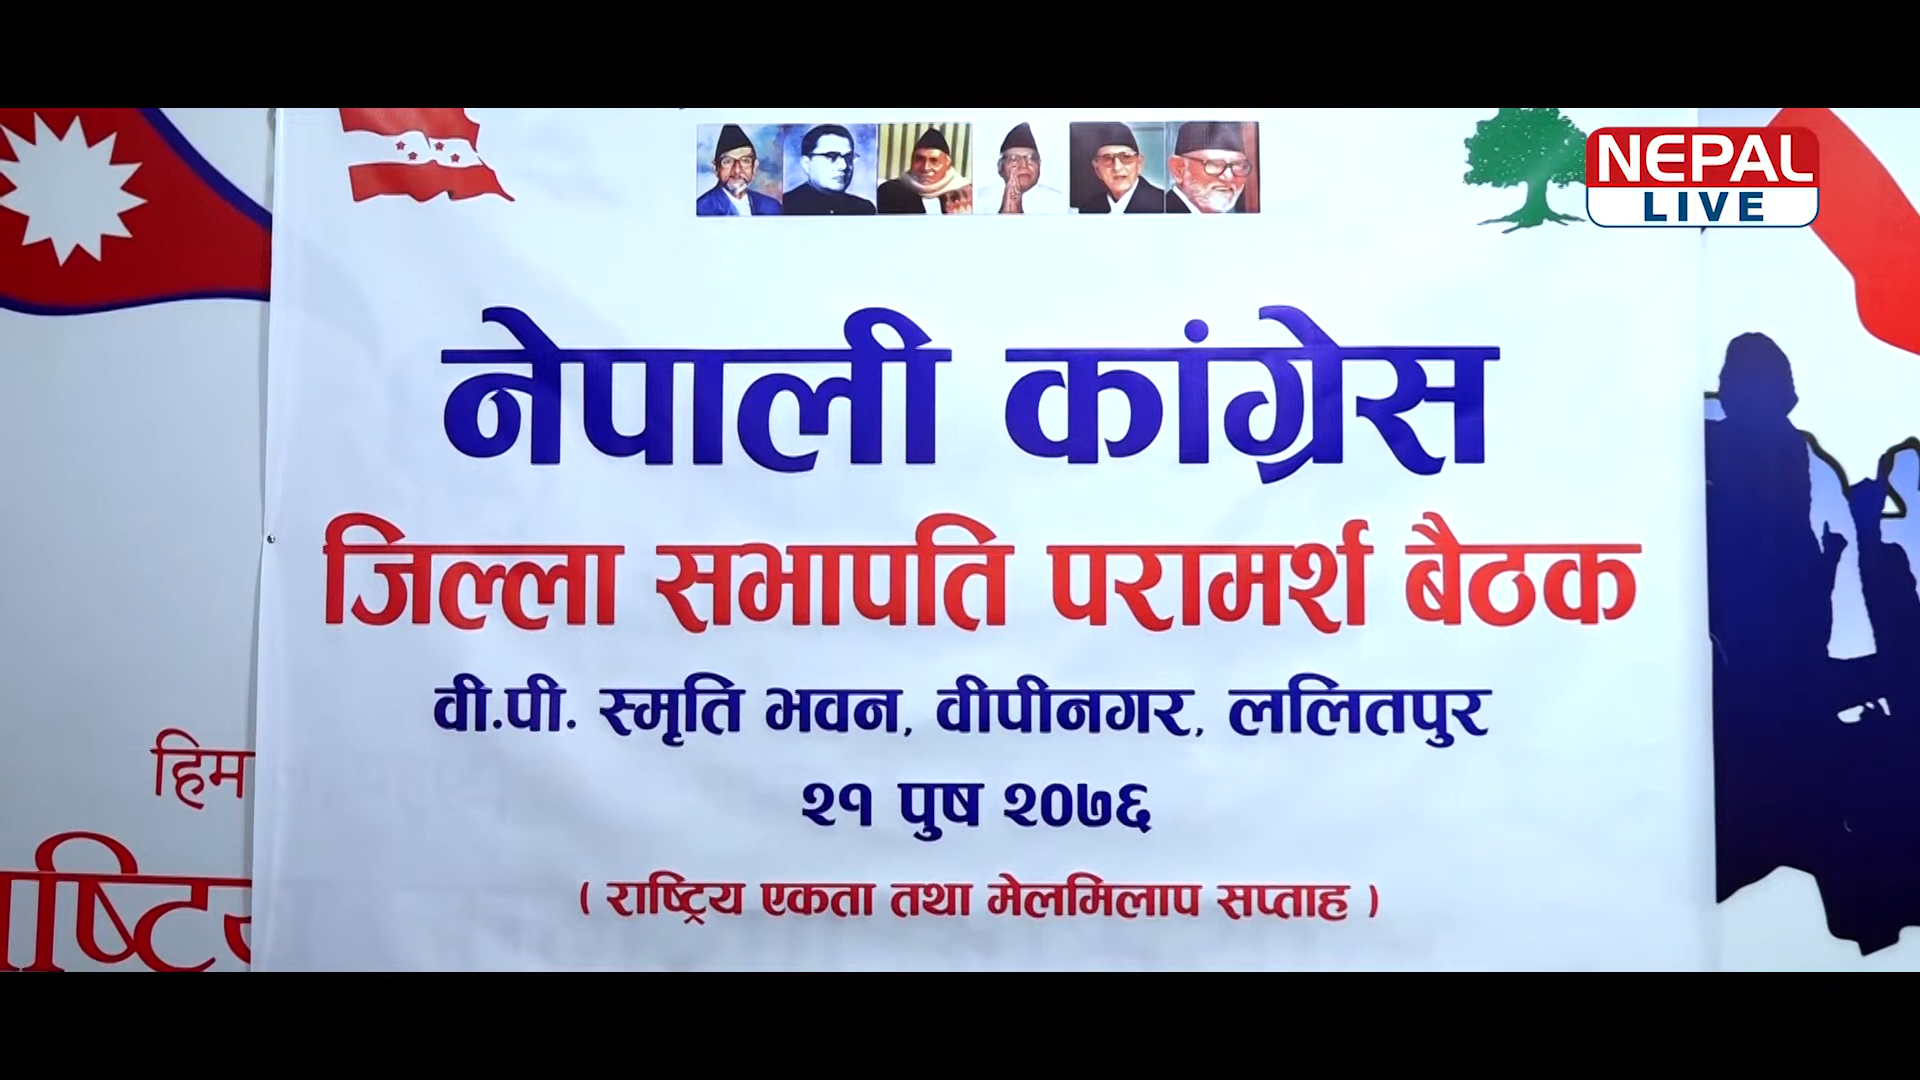 NEPAL
LIVE
नेपाली कांग्रेस
जिल्ला सभापति परामर्श बैठक
वी.पी. स्मृति भवन, वीपीनगर, ललितपुर
२१ पुष २०७६
( राष्ट्रिय एकता तथा मेलमिलाप सप्ताह )
हिम